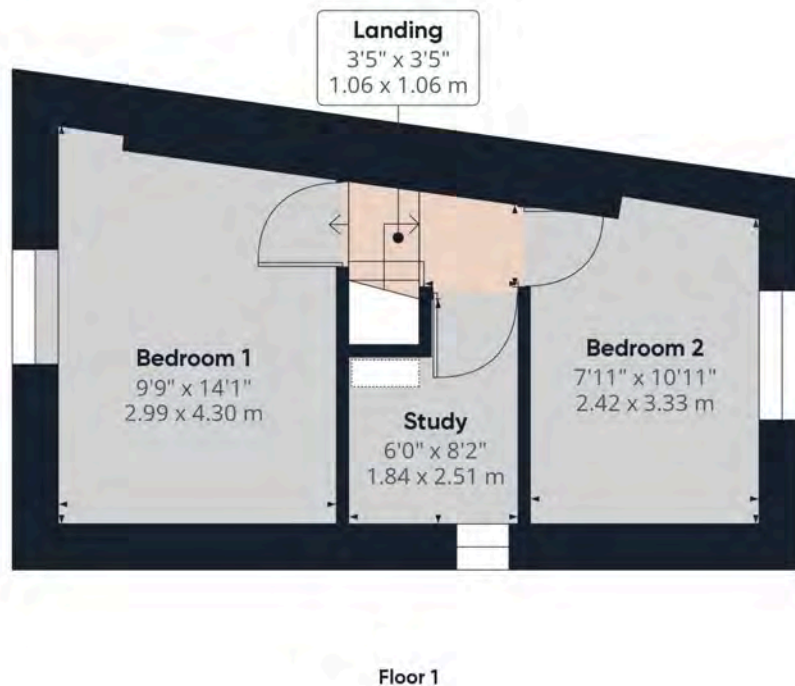 Landing
3'5" x 3'5"
1.06 x 1.06 m
Bedroom 1
9'9" x 14'1"
2.99 x 4.30 m
Bedroom 2
7'11" x 10'11"
2.42 x 3.33 m
Study
6'0" x 8'2"
1.84 x 2.51 m
Floor 1